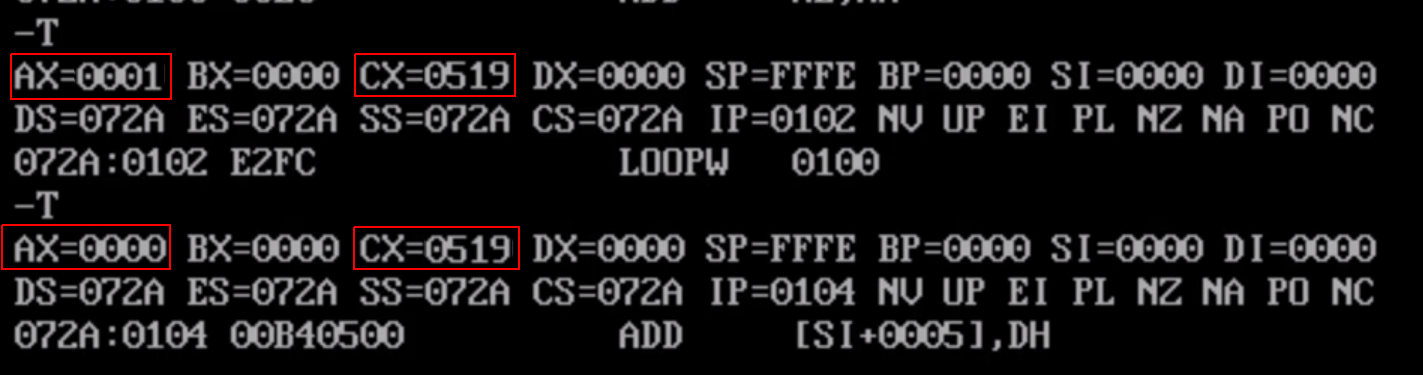 -T
AX=0001 BX=0000 CX=0519 DX=0000 SP=FFFE BP=0000 SI=0000 DI=0000
DS=072A ES=072A SS=072A CS=072A IP=0102 NV UP EI PL NZ NA PO NC
072A:0102 E2FC LOOPW 0100
-T
AX=0000 BX=0000 CX=0519 DX=0000 SP=FFFE BP=0000 SI=0000 DI=0000
DS=072A ES=072A SS=072A CS=072A IP=0104 NV UP EI PL NZ NA PO NC
072A:0104 00B40500 ADD [SI+0005],DH